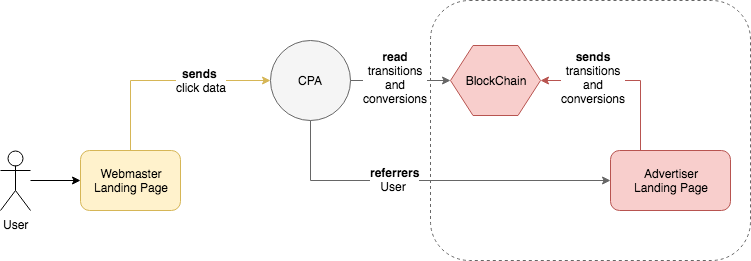 sends
click data
CPA
read
transitions
and
conversions
BlockChain
sends
transitions
and
conversions
Webmaster
Landing Page
referrers
User
Advertiser
Landing Page
User